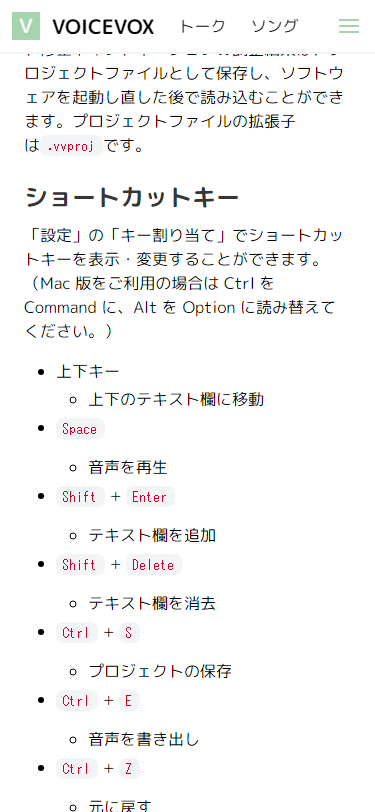 V VOICEVOX トーク ソング
ロジェクトファイルとして保存し、ソフトウ
ェアを起動し直した後で読み込むことができ
ます。プロジェクトファイルの拡張子
は .vvproj です。
ショートカットキー
「設定」の「キー割り当て」でショートカッ
トキーを表示・変更することができます。
（Mac 版をご利用の場合は Ctrl を
Command に、Alt を Option に読み替えて
ください。）
上下キー
上下のテキスト欄に移動
Space
音声を再生
Shift + Enter
テキスト欄を追加
Shift + Delete
テキスト欄を消去
Ctrl + S
プロジェクトの保存
Ctrl + E
音声を書き出し
Ctrl + Z
元に戻す